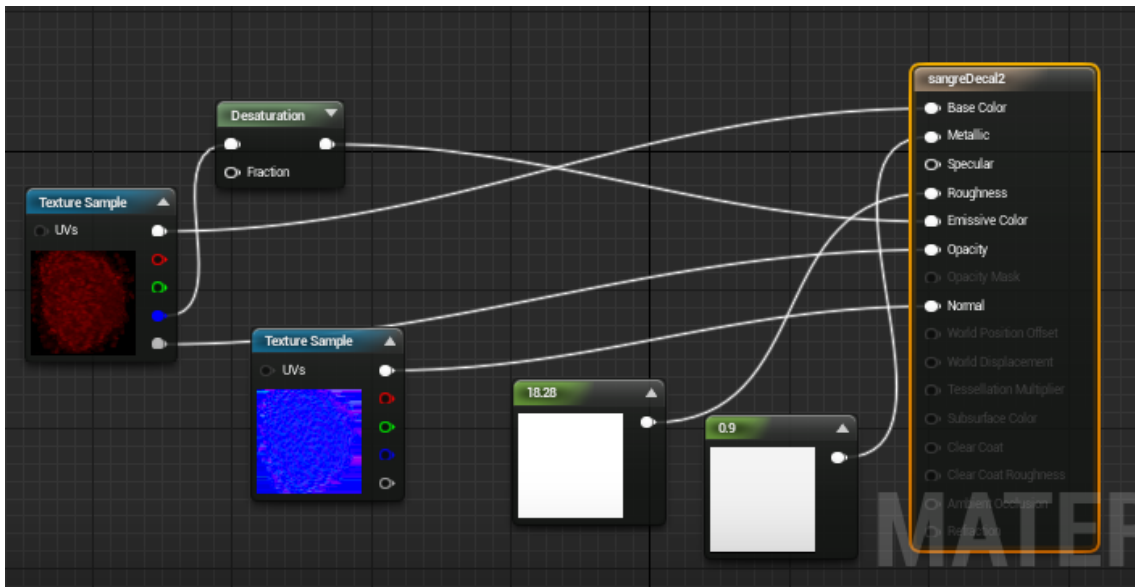 Desaturation
Fraction
Texture Sample
UVs
Texture Sample
UVs
18.28
0.9
sangreDecal2
Base Color
Metallic
Specular
Roughness
Emissive Color
Opacity
Opacity Mask
Normal
World Position Offset
World Displacement
Tessellation Multiplier
Subsurface Color
Clear Coat
Clear Coat Roughness
Ambient Occlusion
Refraction
MATER